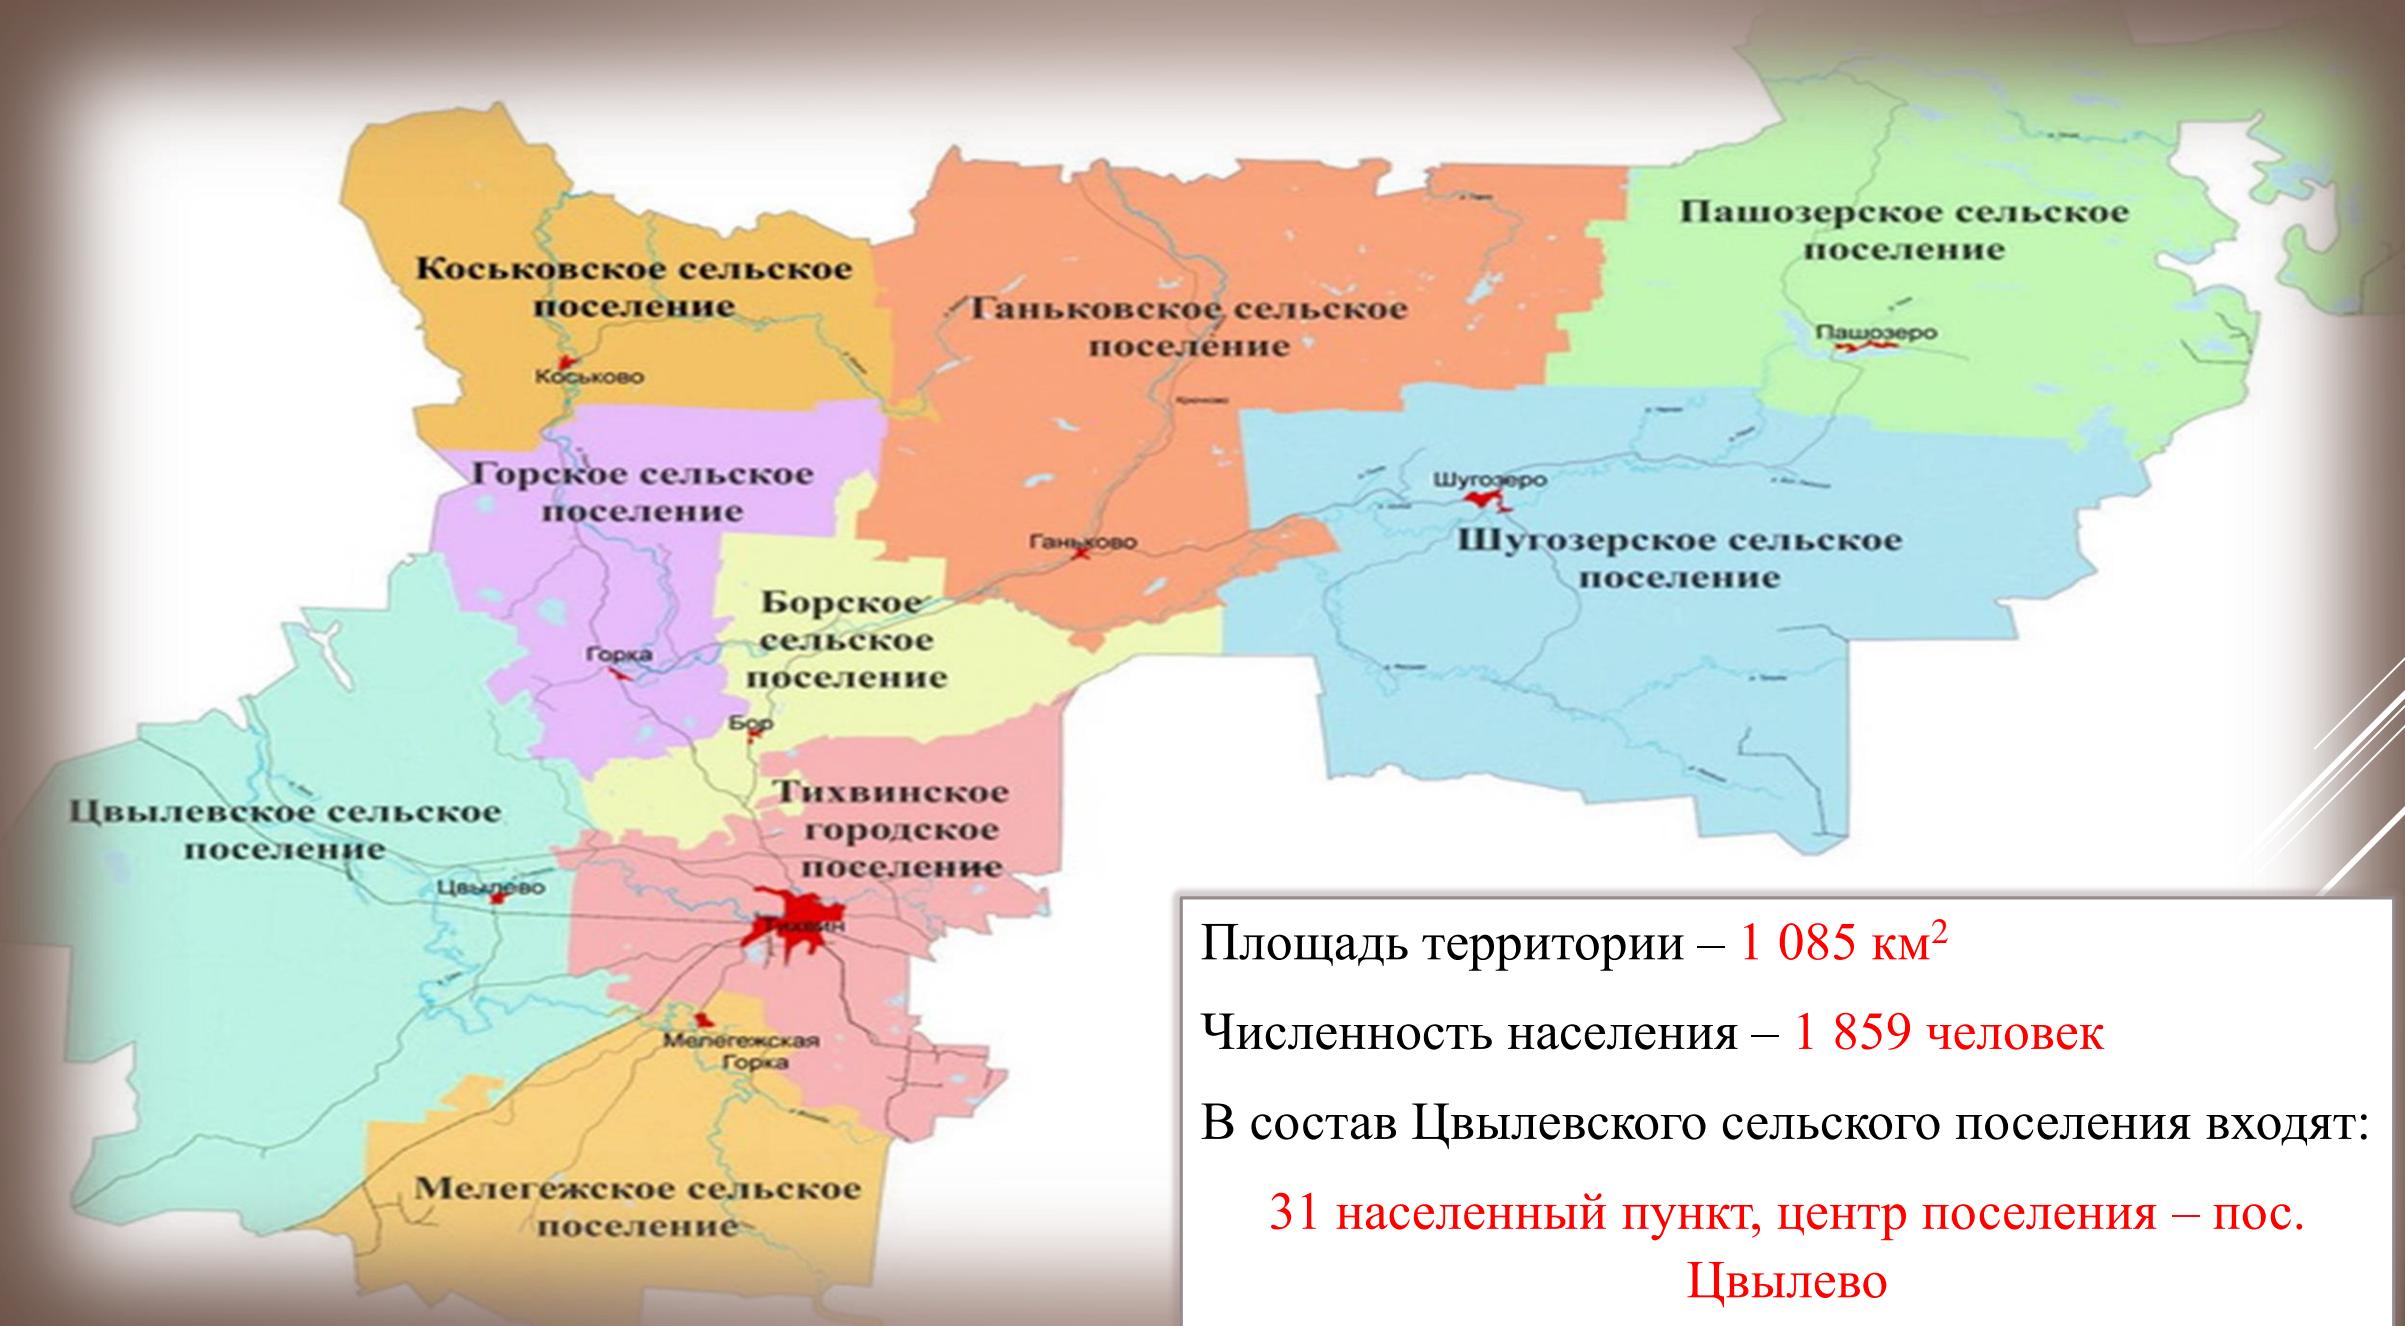 Пашозерское сельское
поселение
Коськовское сельское
поселение
Ганьковское сельское
поселение
Пашозеро
Коськово
Крючково
Горское сельское
поселение
Шугозеро
Шугозерское сельское
поселение
Ганьково
Борское
сельское
поселение
Горка
Бор
Тихвинское
городское
поселение
Цвылевское сельское
поселение
Цвылево
Тихвин
Мелегежская
Горка
Мелегежское сельское
поселение
Площадь территории – 1 085 км²
Численность населения – 1 859 человек
В состав Цвылевского сельского поселения входят:
31 населенный пункт, центр поселения – пос.
Цвылево